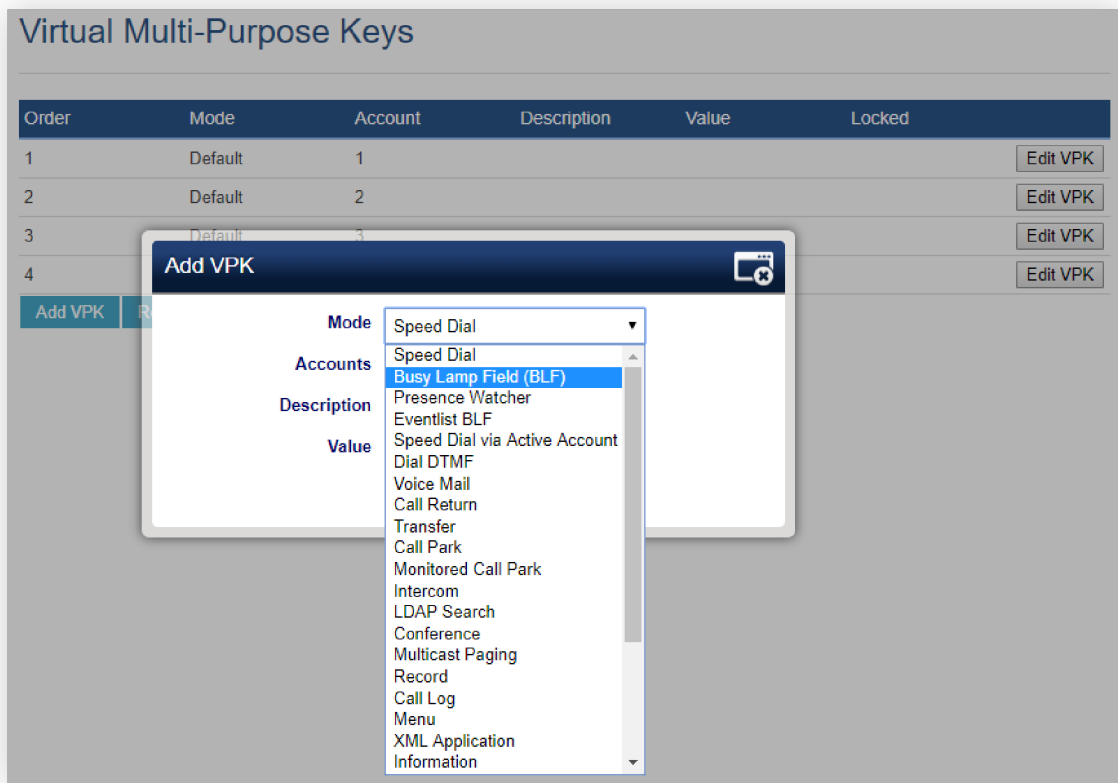 Virtual Multi-Purpose Keys
Order Mode Account Description Value Locked
1 Default 1 Edit VPK
2 Default 2 Edit VPK
3 Default 3 Edit VPK
4 Edit VPK
Add VPK
Add VPK
Mode Speed Dial
Accounts
Description
Value
Speed Dial
Busy Lamp Field (BLF)
Presence Watcher
Eventlist BLF
Speed Dial via Active Account
Dial DTMF
Voice Mail
Call Return
Transfer
Call Park
Monitored Call Park
Intercom
LDAP Search
Conference
Multicast Paging
Record
Call Log
Menu
XML Application
Information